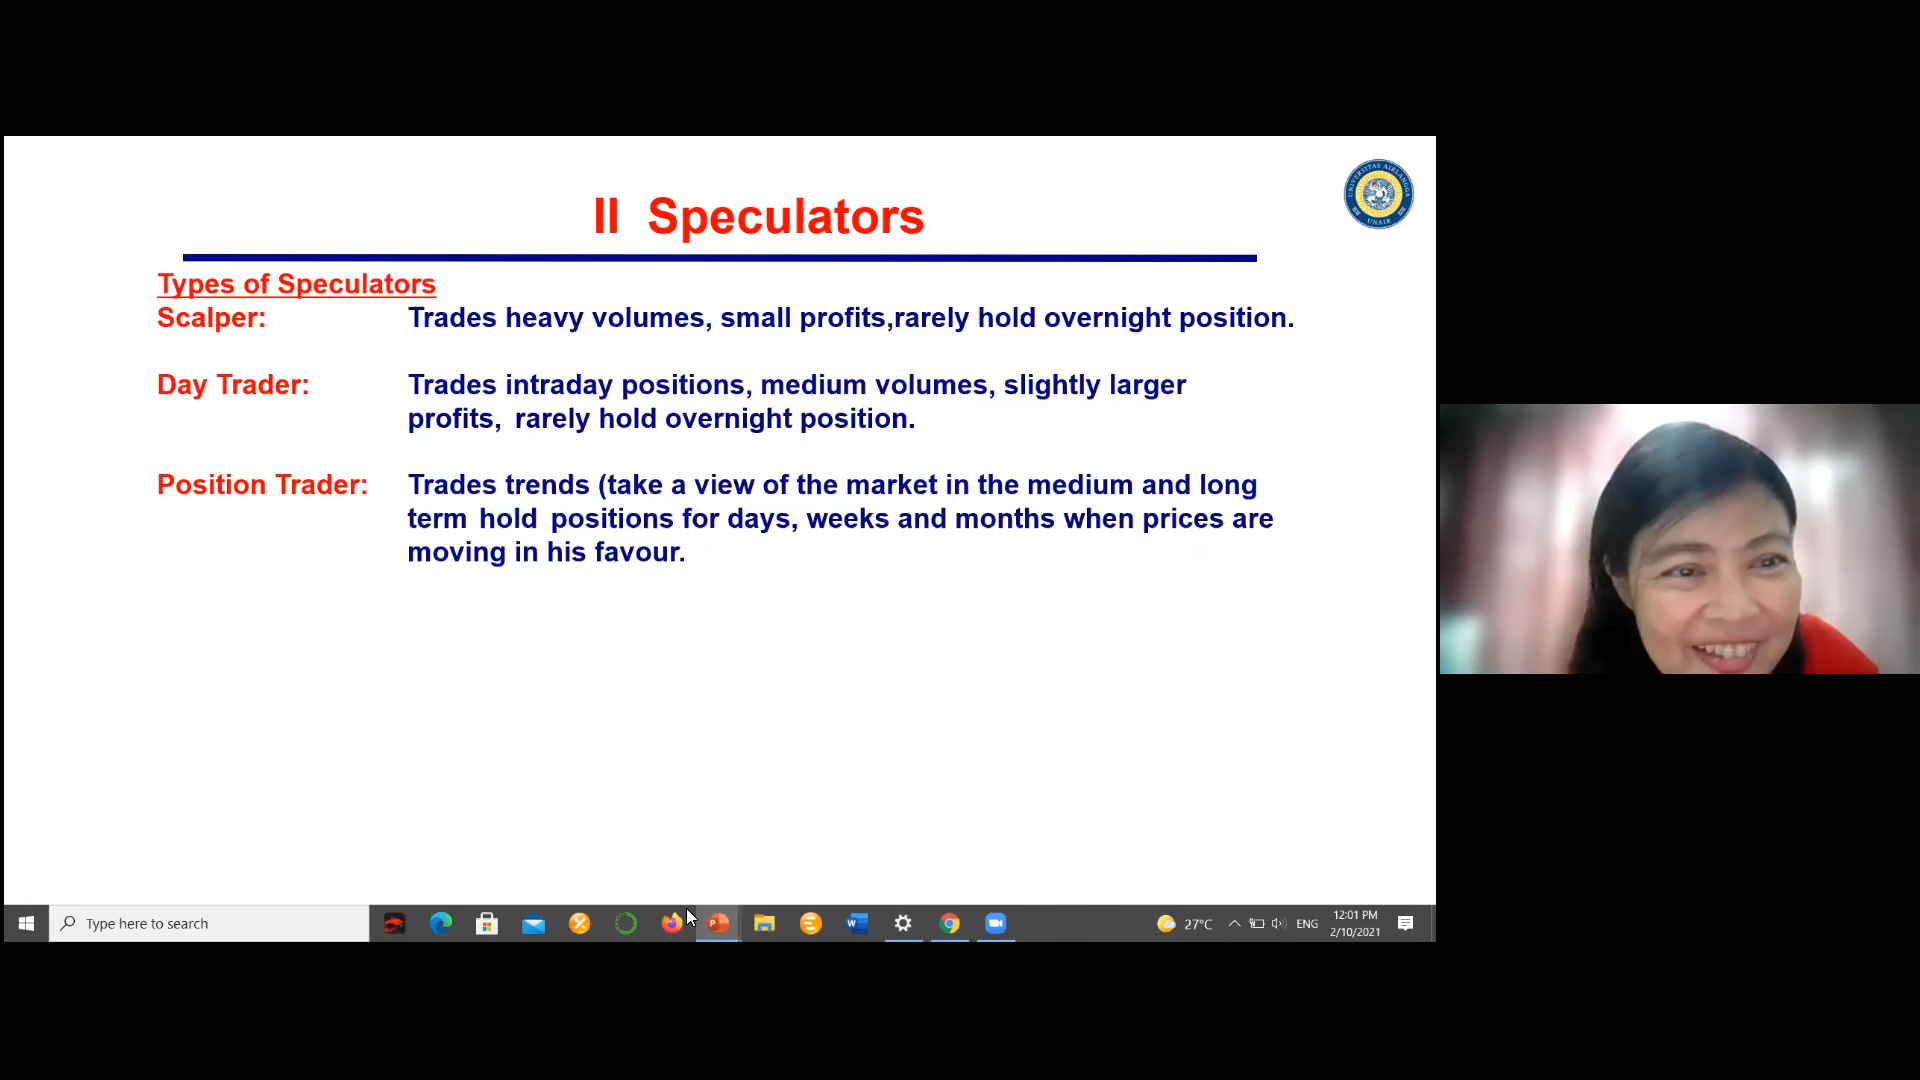 II Speculators
UNIVERSITAS AIRLANGGA
UNAIR
Types of Speculators
Scalper: Trades heavy volumes, small profits,rarely hold overnight position.
Day Trader: Trades intraday positions, medium volumes, slightly larger
profits, rarely hold overnight position.
Position Trader: Trades trends (take a view of the market in the medium and long
term hold positions for days, weeks and months when prices are
moving in his favour.
Type here to search
27°C
ENG
12:01 PM
2/10/2021